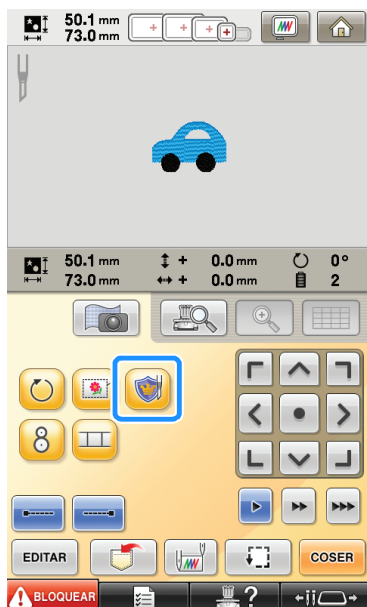 50.1 mm
73.0 mm
50.1 mm + 0.0 mm 0°
73.0 mm + 0.0 mm 2
8
EDITAR COSER
BLOQUEAR ?